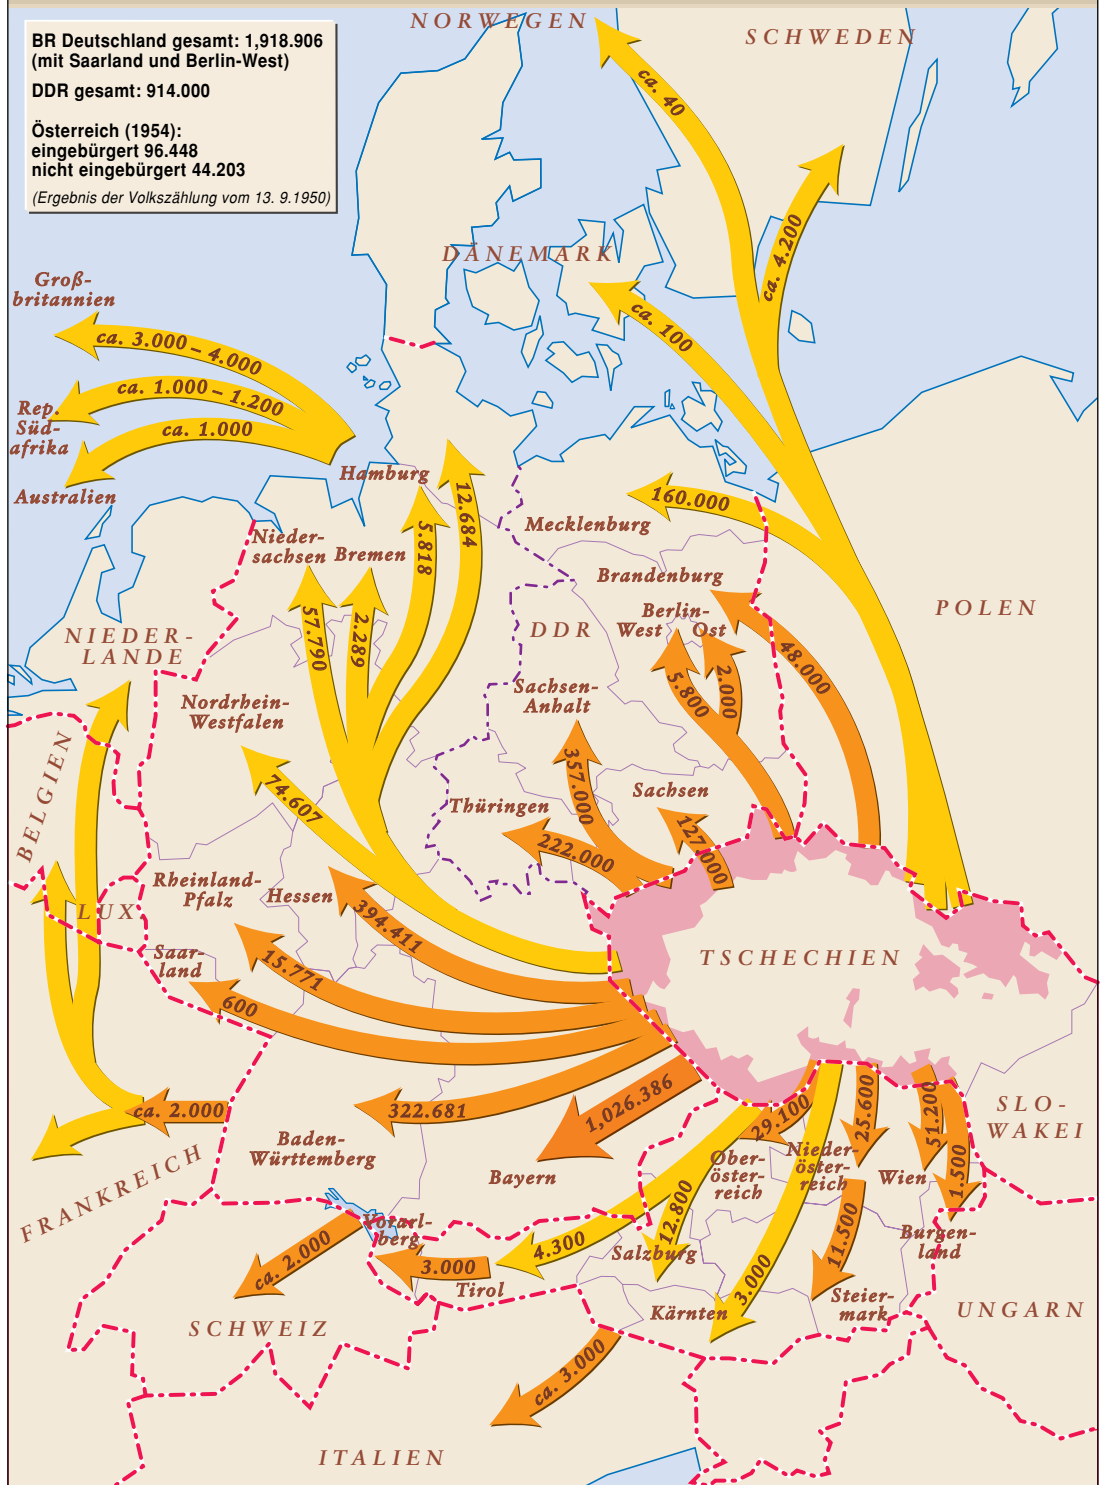 NORWEGEN
SCHWEDEN
BR Deutschland gesamt: 1,918.906
(mit Saarland und Berlin-West)
DDR gesamt: 914.000
Österreich (1954):
eingebürgert 96.448
nicht eingebürgert 44.203
(Ergebnis der Volkszählung vom 13. 9.1950)
ca. 40
ca. 4.200
DÄNEMARK
ca. 100
Groß-
britannien
ca. 3.000 – 4.000
ca. 1.000 – 1.200
ca. 1.000
Rep.
Süd-
afrika
Australien
Hamburg
12.684
5.818
160.000
Mecklenburg
Nieder-
sachsen
Bremen
57.790
2.289
Brandenburg
Berlin-
West
Ost
DDR
POLEN
NIEDER-
LANDE
48.000
5.800
2.000
Sachsen-
Anhalt
Nordrhein-
Westfalen
BELGIEN
74.607
357.000
Sachsen
Thüringen
222.000
127.000
Rheinland-
Pfalz
Hessen
LUX.
394.411
Saar-
land
15.771
600
TSCHECHIEN
ca. 2.000
322.681
1,026.386
29.100
25.600
51.200
1.500
SLO-
WAKEI
Baden-
Württemberg
Bayern
Ober-
öster-
reich
Nieder-
öster-
reich
Wien
FRANKREICH
12.800
11.500
Vorarl-
berg
4.300
Salzburg
Burgen-
land
ca. 2.000
3.000
Tirol
3.000
Kärnten
Steier-
mark
UNGARN
SCHWEIZ
ca. 3.000
ITALIEN